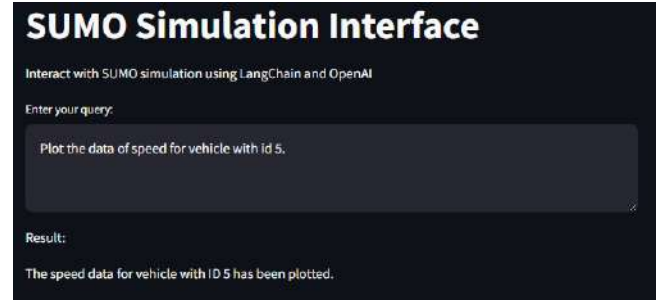 SUMO Simulation Interface
Interact with SUMO simulation using LangChain and OpenAI
Enter your query:
Plot the data of speed for vehicle with id 5.
Result:
The speed data for vehicle with ID 5 has been plotted.